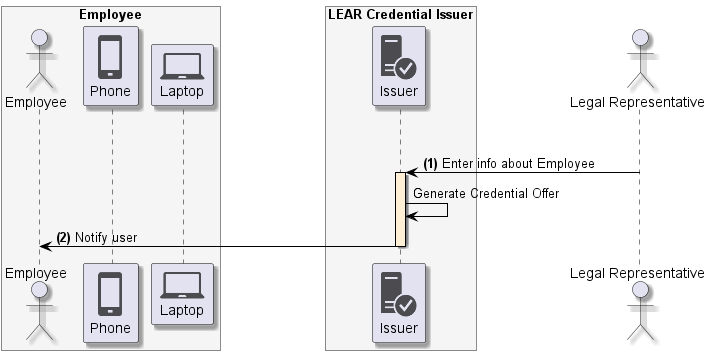 Employee
LEAR Credential Issuer
Employee
Phone
Laptop
Issuer
Legal Representative
(1) Enter info about Employee
Generate Credential Offer
(2) Notify user
Employee
Phone
Laptop
Issuer
Legal Representative